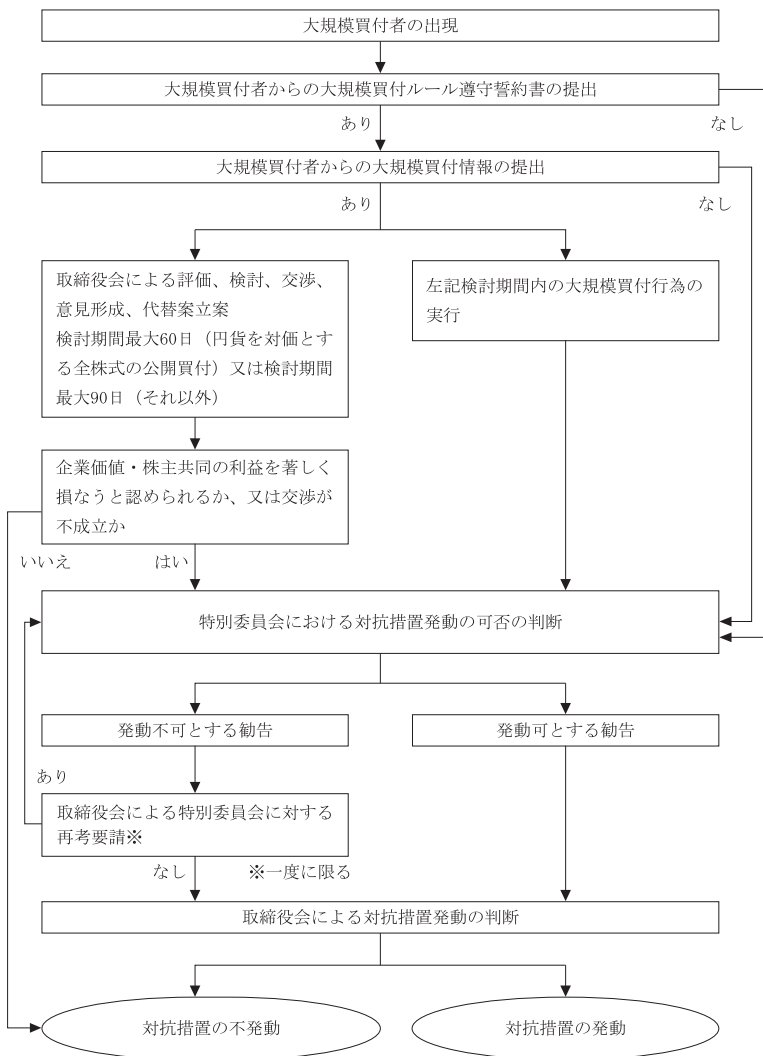 大規模買付者の出現
大規模買付者からの大規模買付ルール遵守誓約書の提出
あり
なし
大規模買付者からの大規模買付情報の提出
あり
なし
取締役会による評価、検討、交渉、
意見形成、代替案立案
検討期間最大60日（円貨を対価とす
る全株式の公開買付）又は検討期間
最大90日（それ以外）
左記検討期間内の大規模買付行為の
実行
企業価値・株主共同の利益を著しく
損なうと認められるか、又は交渉が
不成立か
いいえ
はい
特別委員会における対抗措置発動の可否の判断
発動不可とする勧告
発動可とする勧告
あり
取締役会による特別委員会に対する
再考要請※
なし
※一度に限る
取締役会による対抗措置発動の判断
対抗措置の不発動
対抗措置の発動